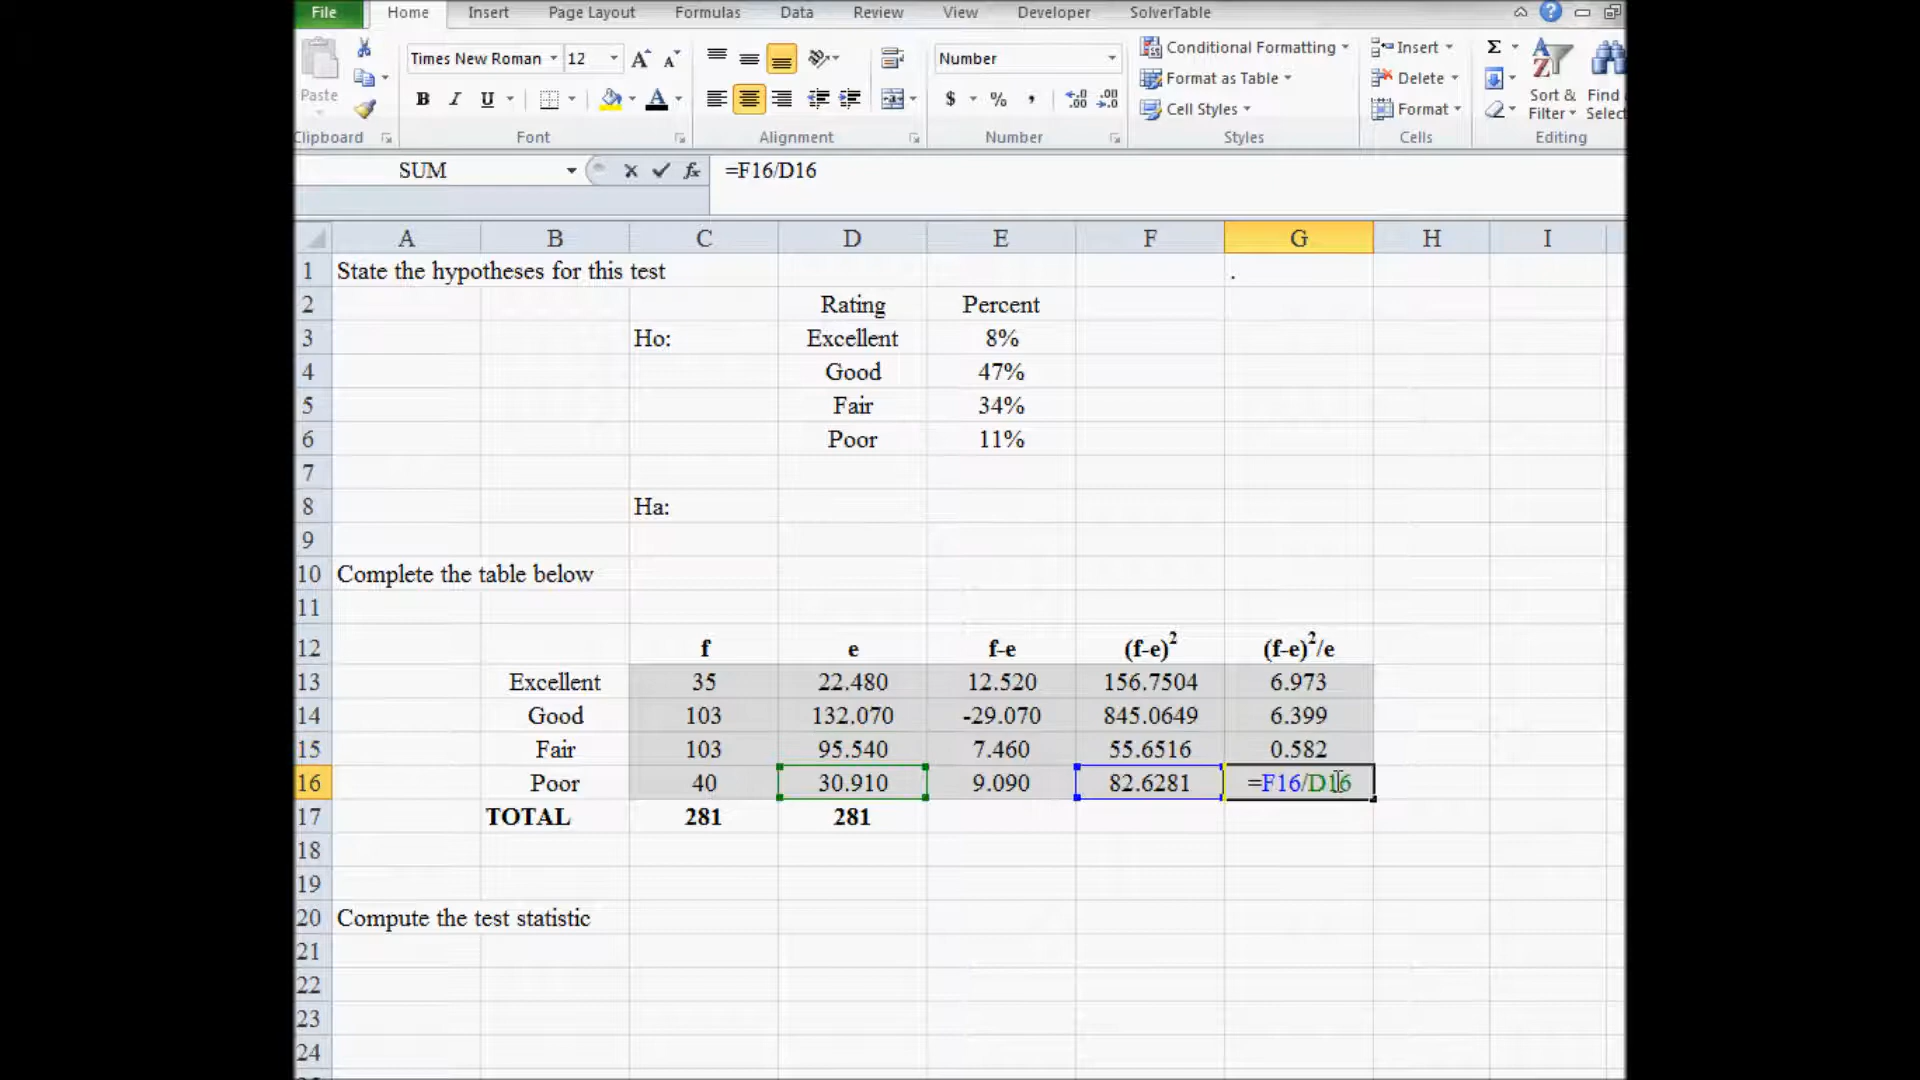 File Home Insert Page Layout Formulas Data Review View Developer SolverTable
Times New Roman 12 Number Conditional Formatting Insert
Paste Format as Table Delete Sort & Find
B I U $ % , Cell Styles Format Filter
Clipboard Font Alignment Number Styles Cells Editing
SUM fx =F16/D16
A B C D E F G H I
1 State the hypotheses for this test .
2 Rating Percent
3 Ho: Excellent 8%
4 Good 47%
5 Fair 34%
6 Poor 11%
7
8 Ha:
9
10 Complete the table below
11
12 f e f-e (f-e)² (f-e)²/e
13 Excellent 35 22.480 12.520 156.7504 6.973
14 Good 103 132.070 -29.070 845.0649 6.399
15 Fair 103 95.540 7.460 55.6516 0.582
16 Poor 40 30.910 9.090 82.6281 =F16/D16
17 TOTAL 281 281
18
19
20 Compute the test statistic
21
22
23
24